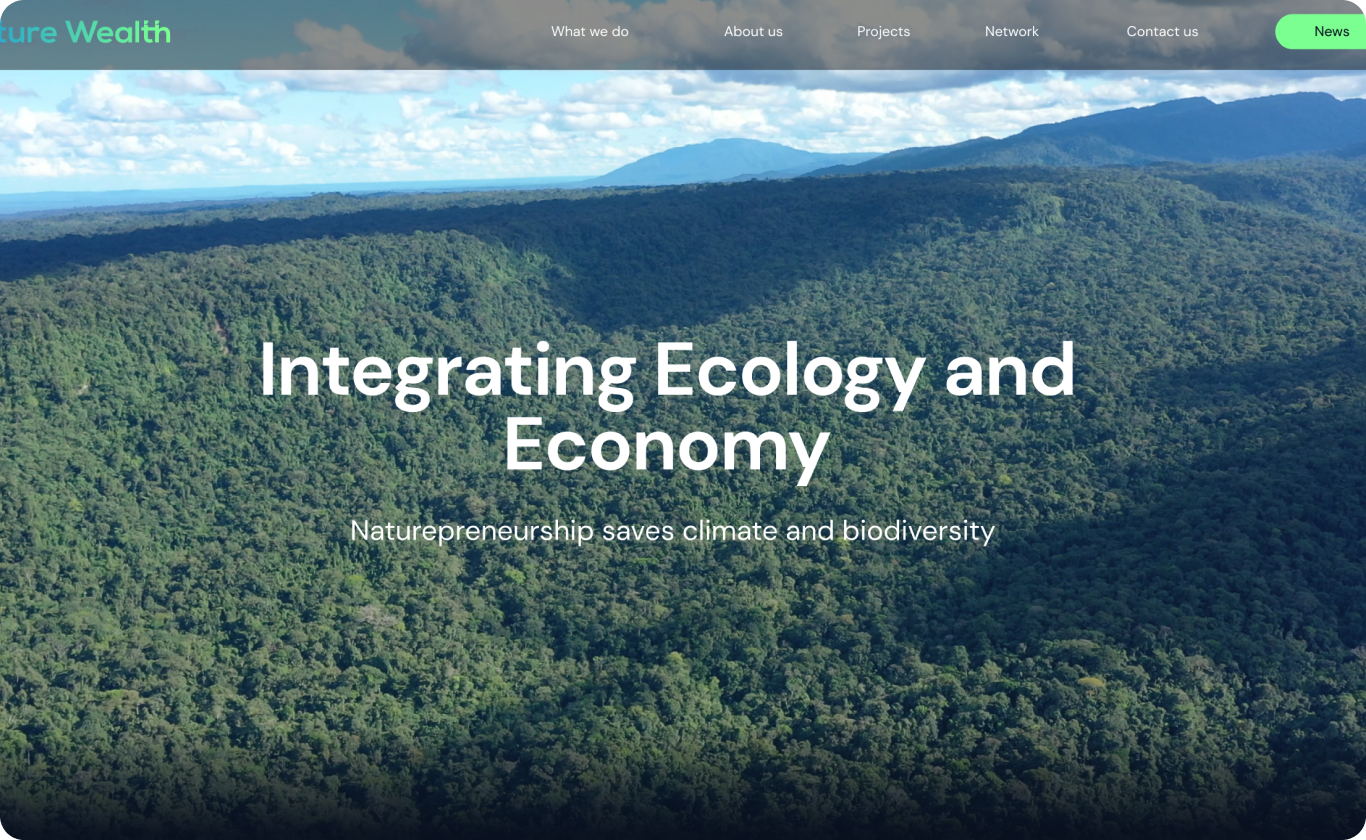 ture Wealth
What we do
About us
Projects
Network
Contact us
News
Integrating Ecology and
Economy
Naturepreneurship saves climate and biodiversity